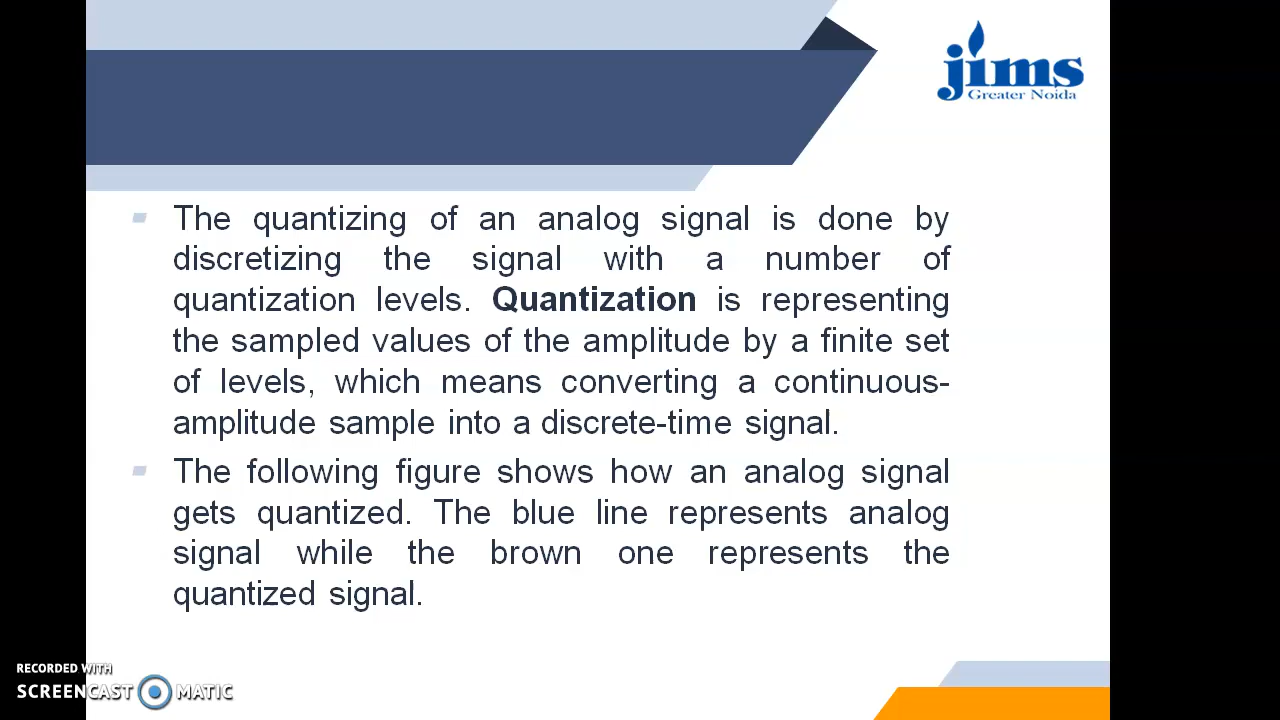 jims
Greater Noida
The quantizing of an analog signal is done by
discretizing the signal with a number of
quantization levels. Quantization is representing
the sampled values of the amplitude by a finite set
of levels, which means converting a continuous-
amplitude sample into a discrete-time signal.
The following figure shows how an analog signal
gets quantized. The blue line represents analog
signal while the brown one represents the
quantized signal.
RECORDED WITH
SCREENCAST MATIC